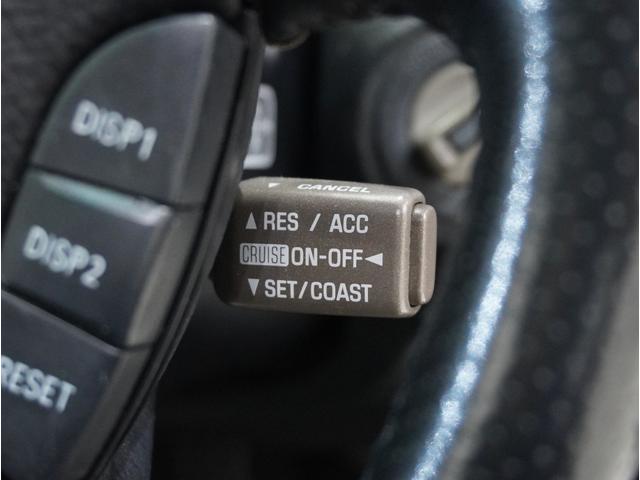 DISP1
DISP2
RESET
▼ CANCEL
▲ RES / ACC
CRUISE ON-OFF ◄
▼ SET/COAST